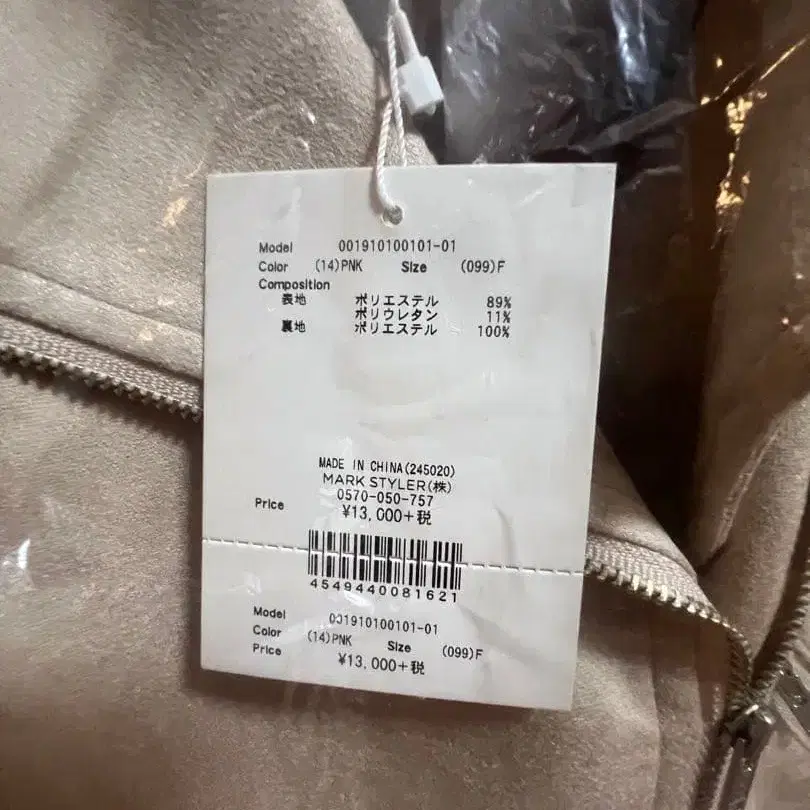 Model 001910100101-01
Color (14)PNK Size (099)F
Composition
表地 ポリエステル 89%
ポリウレタン 11%
裏地 ポリエステル 100%
MADE IN CHINA(245020)
MARK STYLER(株)
0570-050-757
Price ¥13,000+税
4549440081621
Model 001910100101-01
Color (14)PNK Size (099)F
Price ¥13,000+税